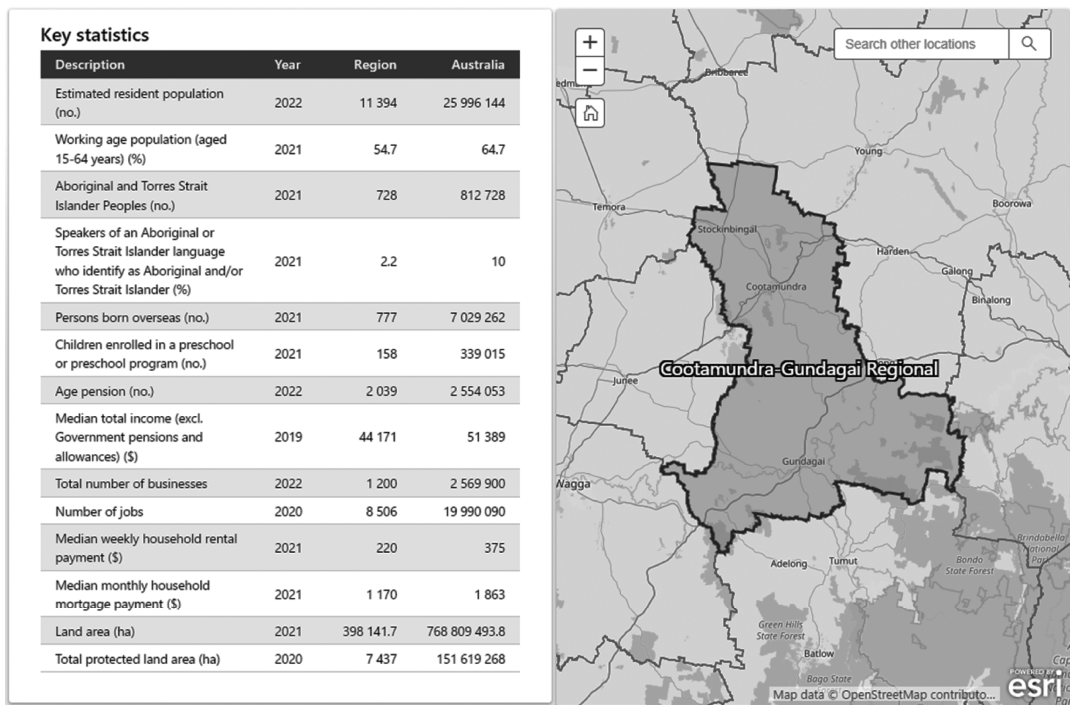 Key statistics
Description Year Region Australia
Estimated resident population
(no.) 2022 11 394 25 996 144
Working age population (aged
15-64 years) (%) 2021 54.7 64.7
Aboriginal and Torres Strait
Islander Peoples (no.) 2021 728 812 728
Speakers of an Aboriginal or
Torres Strait Islander language
who identify as Aboriginal and/or
Torres Strait Islander (%) 2021 2.2 10
Persons born overseas (no.) 2021 777 7 029 262
Children enrolled in a preschool
or preschool program (no.) 2021 158 339 015
Age pension (no.) 2022 2 039 2 554 053
Median total income (excl.
Government pensions and
allowances) ($) 2019 44 171 51 389
Total number of businesses 2022 1 200 2 569 900
Number of jobs 2020 8 506 19 990 090
Median weekly household rental
payment ($) 2021 220 375
Median monthly household
mortgage payment ($) 2021 1 170 1 863
Land area (ha) 2021 398 141.7 768 809 493.8
Total protected land area (ha) 2020 7 437 151 619 268
+
−
Search other locations
Bribbaree
Young
Temora
Boorowa
Stockinbingal
Harden
Galong
Cootamundra
Binalong
Cootamundra-Gundagai Regional
Junee
Gundagai
Wagga
Adelong
Tumut
Bondo
State Forest
Brindabella
National
Park
Green Hills
State Forest
Batlow
Bago State
POWERED BY
esri
Map data © OpenStreetMap contributo...